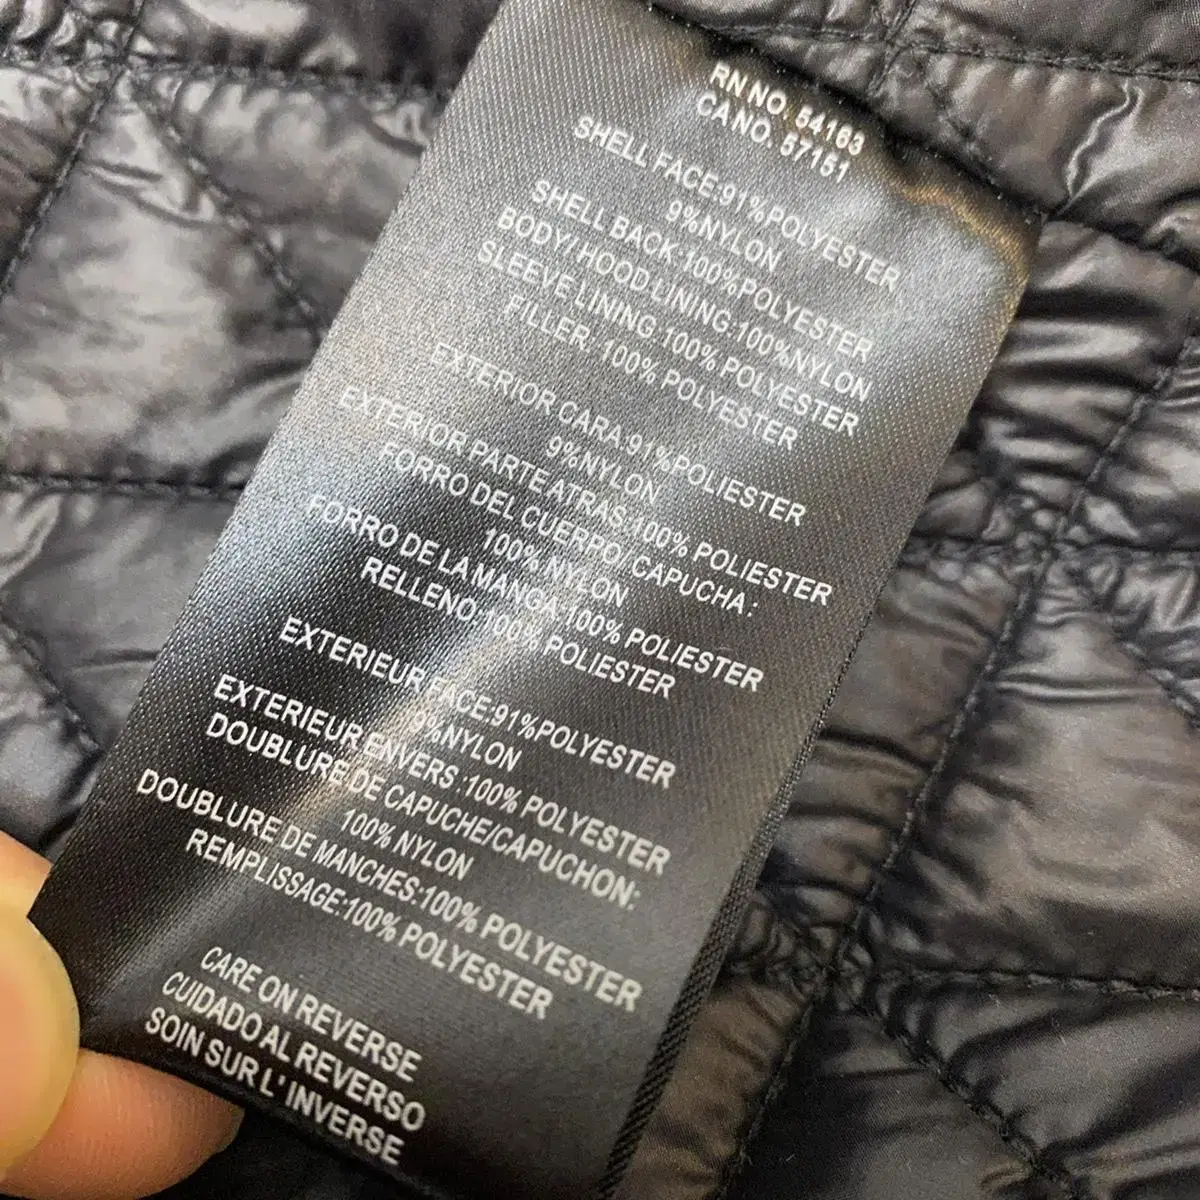 RN NO. 54163
CA NO. 57151
SHELL FACE:91%POLYESTER
9%NYLON
SHELL BACK:100%POLYESTER
BODY/HOOD LINING:100%NYLON
SLEEVE LINING:100% POLYESTER
FILLER: 100% POLYESTER
EXTERIOR CARA:91%POLIESTER
9%NYLON
EXTERIOR PARTE ATRAS:100% POLIESTER
FORRO DEL CUERPO/CAPUCHA:
100% NYLON
FORRO DE LA MANGA:100% POLIESTER
RELLENO:100% POLIESTER
EXTERIEUR FACE:91%POLYESTER
9%NYLON
EXTERIEUR ENVERS :100% POLYESTER
DOUBLURE DE CAPUCHE/CAPUCHON:
100% NYLON
DOUBLURE DE MANCHES:100% POLYESTER
REMPLISSAGE:100% POLYESTER
CARE ON REVERSE
CUIDADO AL REVERSO
SOIN SUR L'INVERSE